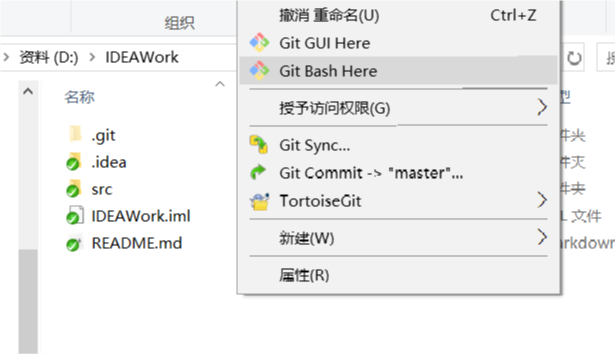 组织
撤消 重命名(U) Ctrl+Z
Git GUI Here
Git Bash Here
授予访问权限(G)
Git Sync...
Git Commit -> "master"...
TortoiseGit
新建(W)
属性(R)
资料 (D:) IDEAWork
名称
.git
.idea
src
IDEAWork.iml
README.md
型
件夹
件夹
件夹
L 文件
arkdown